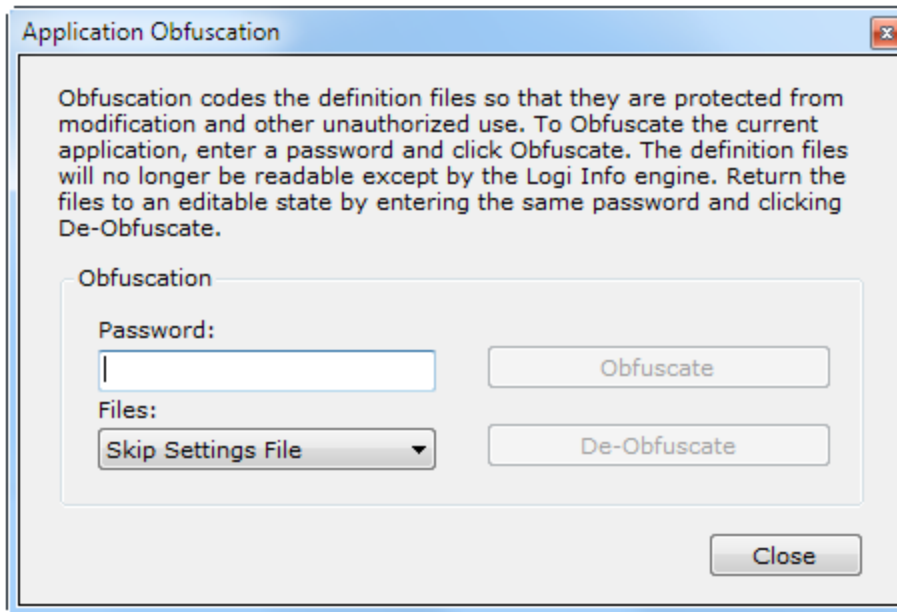 Application Obfuscation
Obfuscation codes the definition files so that they are protected from
modification and other unauthorized use. To Obfuscate the current
application, enter a password and click Obfuscate. The definition files
will no longer be readable except by the Logi Info engine. Return the
files to an editable state by entering the same password and clicking
De-Obfuscate.
Obfuscation
Password:
Obfuscate
Files:
Skip Settings File
De-Obfuscate
Close